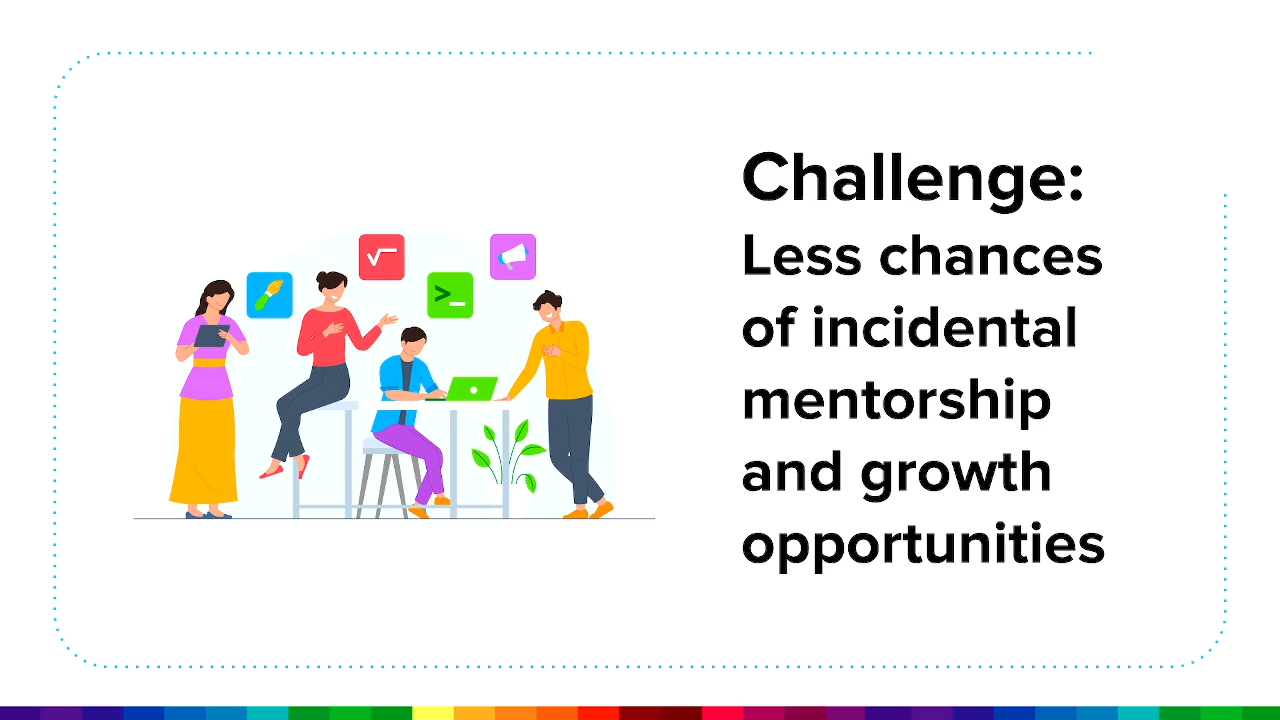 Challenge:
Less chances
of incidental
mentorship
and growth
opportunities
>_